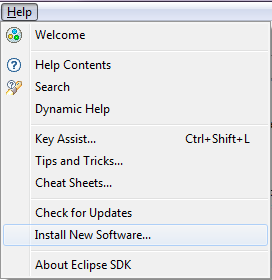 Help
Welcome
Help Contents
Search
Dynamic Help
Key Assist... Ctrl+Shift+L
Tips and Tricks...
Cheat Sheets...
Check for Updates
Install New Software...
About Eclipse SDK